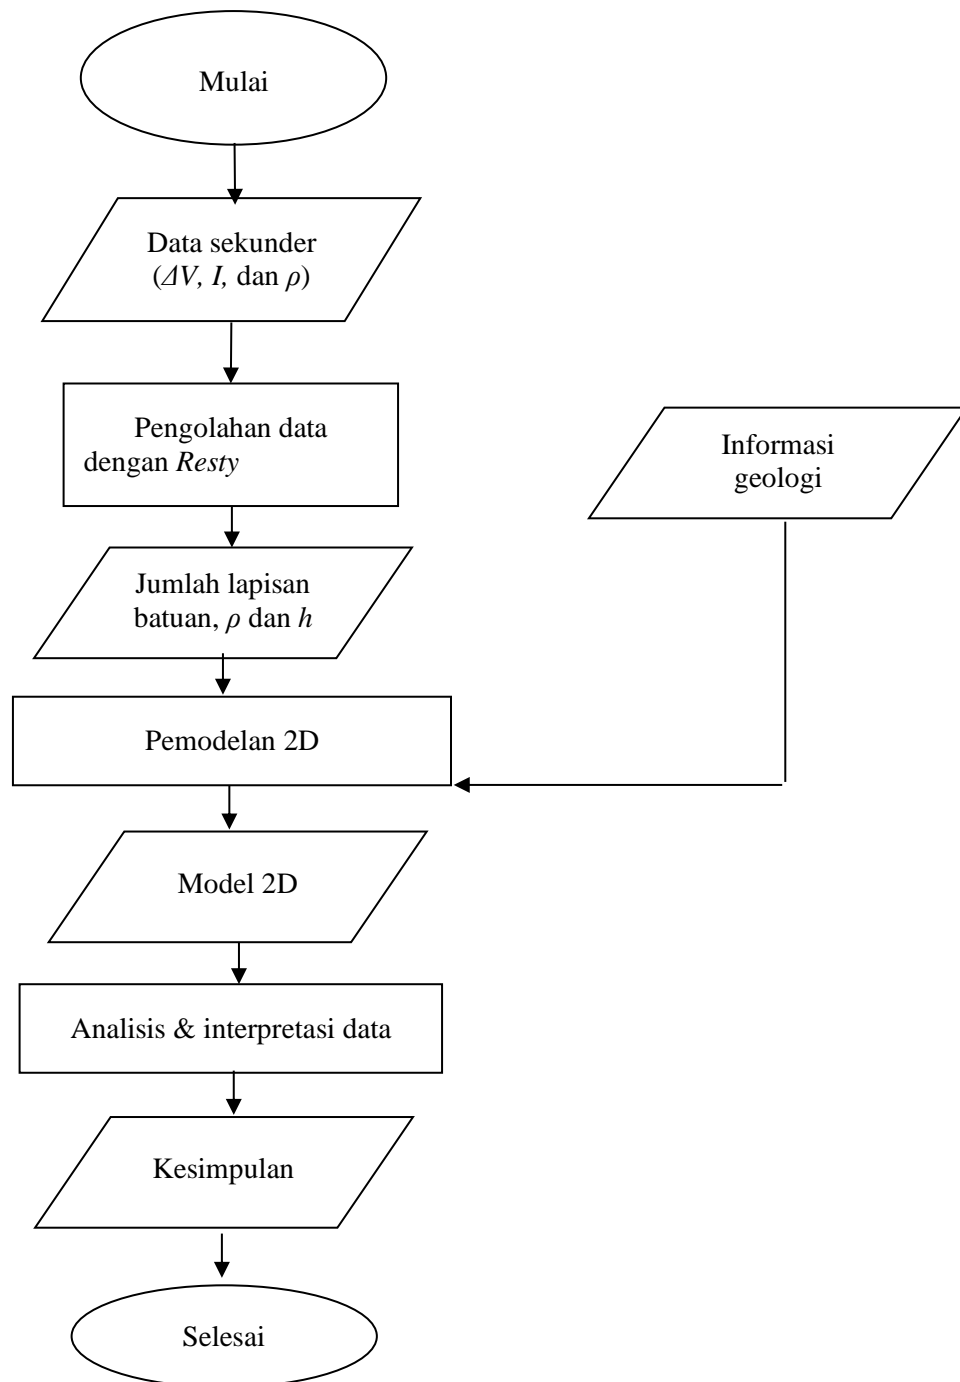 Mulai
Data sekunder
(ΔV, I, dan ρ)
Pengolahan data
dengan Resty
Informasi
geologi
Jumlah lapisan
batuan, ρ dan h
Pemodelan 2D
Model 2D
Analisis & interpretasi data
Kesimpulan
Selesai